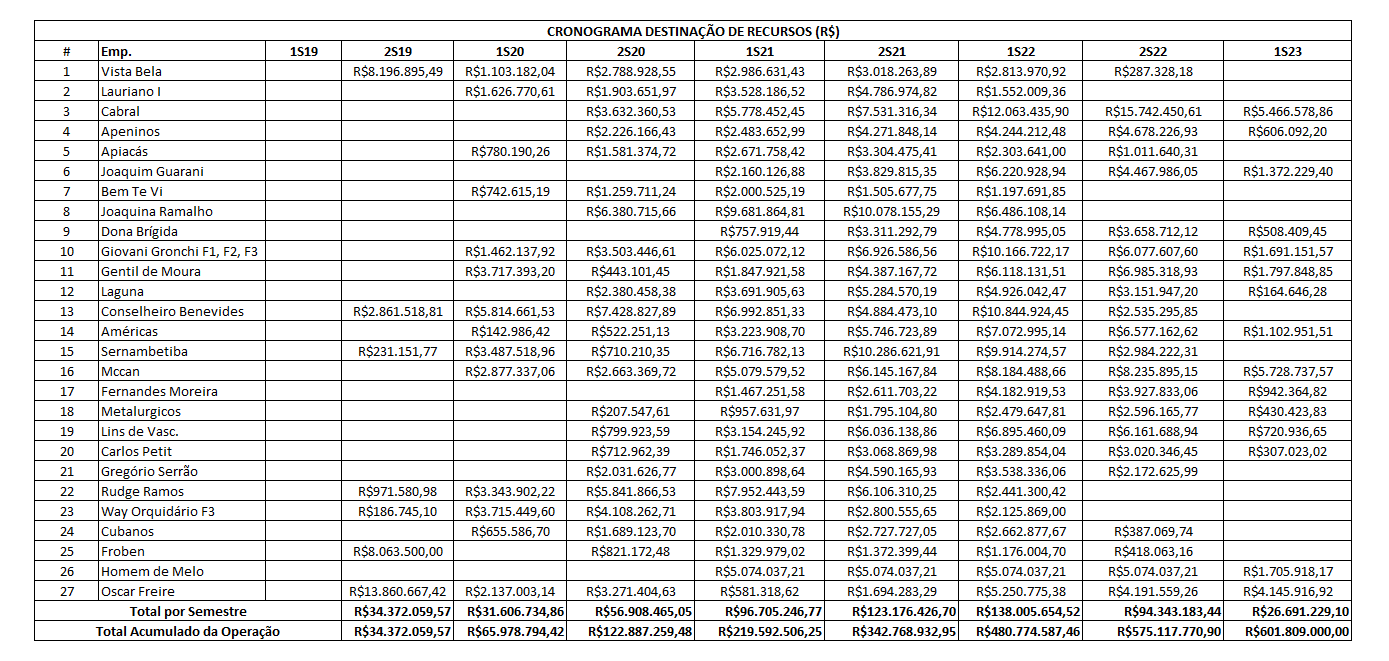 CRONOGRAMA DESTINAÇÃO DE RECURSOS (R$)
# Emp. 1S19 2S19 1S20 2S20 1S21 2S21 1S22 2S22 1S23
1 Vista Bela R$8.196.895,49 R$1.103.182,04 R$2.788.928,55 R$2.986.631,43 R$3.018.263,89 R$2.813.970,92 R$287.328,18
2 Lauriano I R$1.626.770,61 R$1.903.651,97 R$3.528.186,52 R$4.786.974,82 R$1.552.009,36
3 Cabral R$3.632.360,53 R$5.778.452,45 R$7.531.316,34 R$12.063.435,90 R$15.742.450,61 R$5.466.578,86
4 Apeninos R$2.226.166,43 R$2.483.652,99 R$4.271.848,14 R$4.244.212,48 R$4.678.226,93 R$606.092,20
5 Apiacás R$780.190,26 R$1.581.374,72 R$2.671.758,42 R$3.304.475,41 R$2.303.641,00 R$1.011.640,31
6 Joaquim Guarani R$2.160.126,88 R$3.829.815,35 R$6.220.928,94 R$4.467.986,05 R$1.372.229,40
7 Bem Te Vi R$742.615,19 R$1.259.711,24 R$2.000.525,19 R$1.505.677,75 R$1.197.691,85
8 Joaquina Ramalho R$6.380.715,66 R$9.681.864,81 R$10.078.155,29 R$6.486.108,14
9 Dona Brígida R$757.919,44 R$3.311.292,79 R$4.778.995,05 R$3.658.712,12 R$508.409,45
10 Giovani Gronchi F1, F2, F3 R$1.462.137,92 R$3.503.446,61 R$6.025.072,12 R$6.926.586,56 R$10.166.722,17 R$6.077.607,60 R$1.691.151,57
11 Gentil de Moura R$3.717.393,20 R$443.101,45 R$1.847.921,58 R$4.387.167,72 R$6.118.131,51 R$6.985.318,93 R$1.797.848,85
12 Laguna R$2.380.458,38 R$3.691.905,63 R$5.284.570,19 R$4.926.042,47 R$3.151.947,20 R$164.646,28
13 Conselheiro Benevides R$2.861.518,81 R$5.814.661,53 R$7.428.827,89 R$6.992.851,33 R$4.884.473,10 R$10.844.924,45 R$2.535.295,85
14 Américas R$142.986,42 R$522.251,13 R$3.223.908,70 R$5.746.723,89 R$7.072.995,14 R$6.577.162,62 R$1.102.951,51
15 Sernambetiba R$231.151,77 R$3.487.518,96 R$710.210,35 R$6.716.782,13 R$10.286.621,91 R$9.914.274,57 R$2.984.222,31
16 Mccan R$2.877.337,06 R$2.663.369,72 R$5.079.579,52 R$6.145.167,84 R$8.184.488,66 R$8.235.895,15 R$5.728.737,57
17 Fernandes Moreira R$1.467.251,58 R$2.611.703,22 R$4.182.919,53 R$3.927.833,06 R$942.364,82
18 Metalurgicos R$207.547,61 R$957.631,97 R$1.795.104,80 R$2.479.647,81 R$2.596.165,77 R$430.423,83
19 Lins de Vasc. R$799.923,59 R$3.154.245,92 R$6.036.138,86 R$6.895.460,09 R$6.161.688,94 R$720.936,65
20 Carlos Petit R$712.962,39 R$1.746.052,37 R$3.068.869,98 R$3.289.854,04 R$3.020.346,45 R$307.023,02
21 Gregório Serrão R$2.031.626,77 R$3.000.898,64 R$4.590.165,93 R$3.538.336,06 R$2.172.625,99
22 Rudge Ramos R$971.580,98 R$3.343.902,22 R$5.841.866,53 R$7.952.443,59 R$6.106.310,25 R$2.441.300,42
23 Way Orquidário F3 R$186.745,10 R$3.715.449,60 R$4.108.262,71 R$3.803.917,94 R$2.800.555,65 R$2.125.869,00
24 Cubanos R$655.586,70 R$1.689.123,70 R$2.010.330,78 R$2.727.727,05 R$2.662.877,67 R$387.069,74
25 Froben R$8.063.500,00 R$821.172,48 R$1.329.979,02 R$1.372.399,44 R$1.176.004,70 R$418.063,16
26 Homem de Melo R$5.074.037,21 R$5.074.037,21 R$5.074.037,21 R$5.074.037,21 R$1.705.918,17
27 Oscar Freire R$13.860.667,42 R$2.137.003,14 R$3.271.404,63 R$581.318,62 R$1.694.283,29 R$5.250.775,38 R$4.191.559,26 R$4.145.916,92
Total por Semestre R$34.372.059,57 R$31.606.734,86 R$56.908.465,05 R$96.705.246,77 R$123.176.426,70 R$138.005.654,52 R$94.343.183,44 R$26.691.229,10
Total Acumulado da Operação R$34.372.059,57 R$65.978.794,42 R$122.887.259,48 R$219.592.506,25 R$342.768.932,95 R$480.774.587,46 R$575.117.770,90 R$601.809.000,00